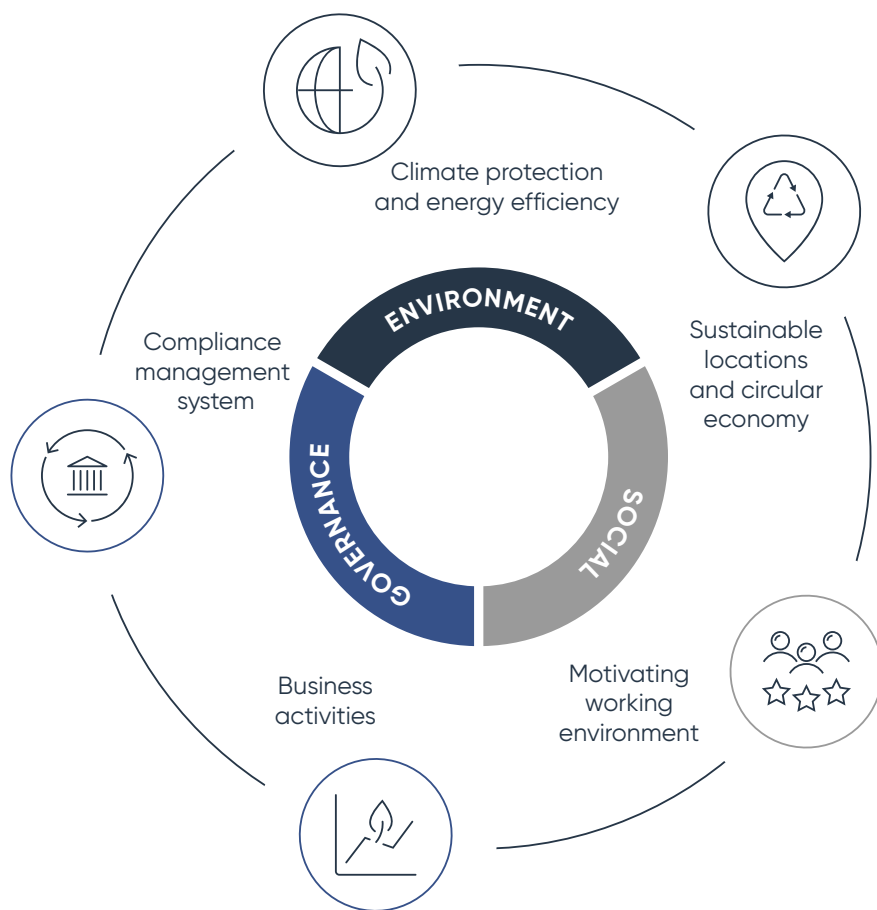 Climate protection
and energy efficiency
ENVIRONMENT
Sustainable
locations
and circular
economy
Compliance
management
system
GOVERNANCE
SOCIAL
Motivating
working
environment
Business
activities